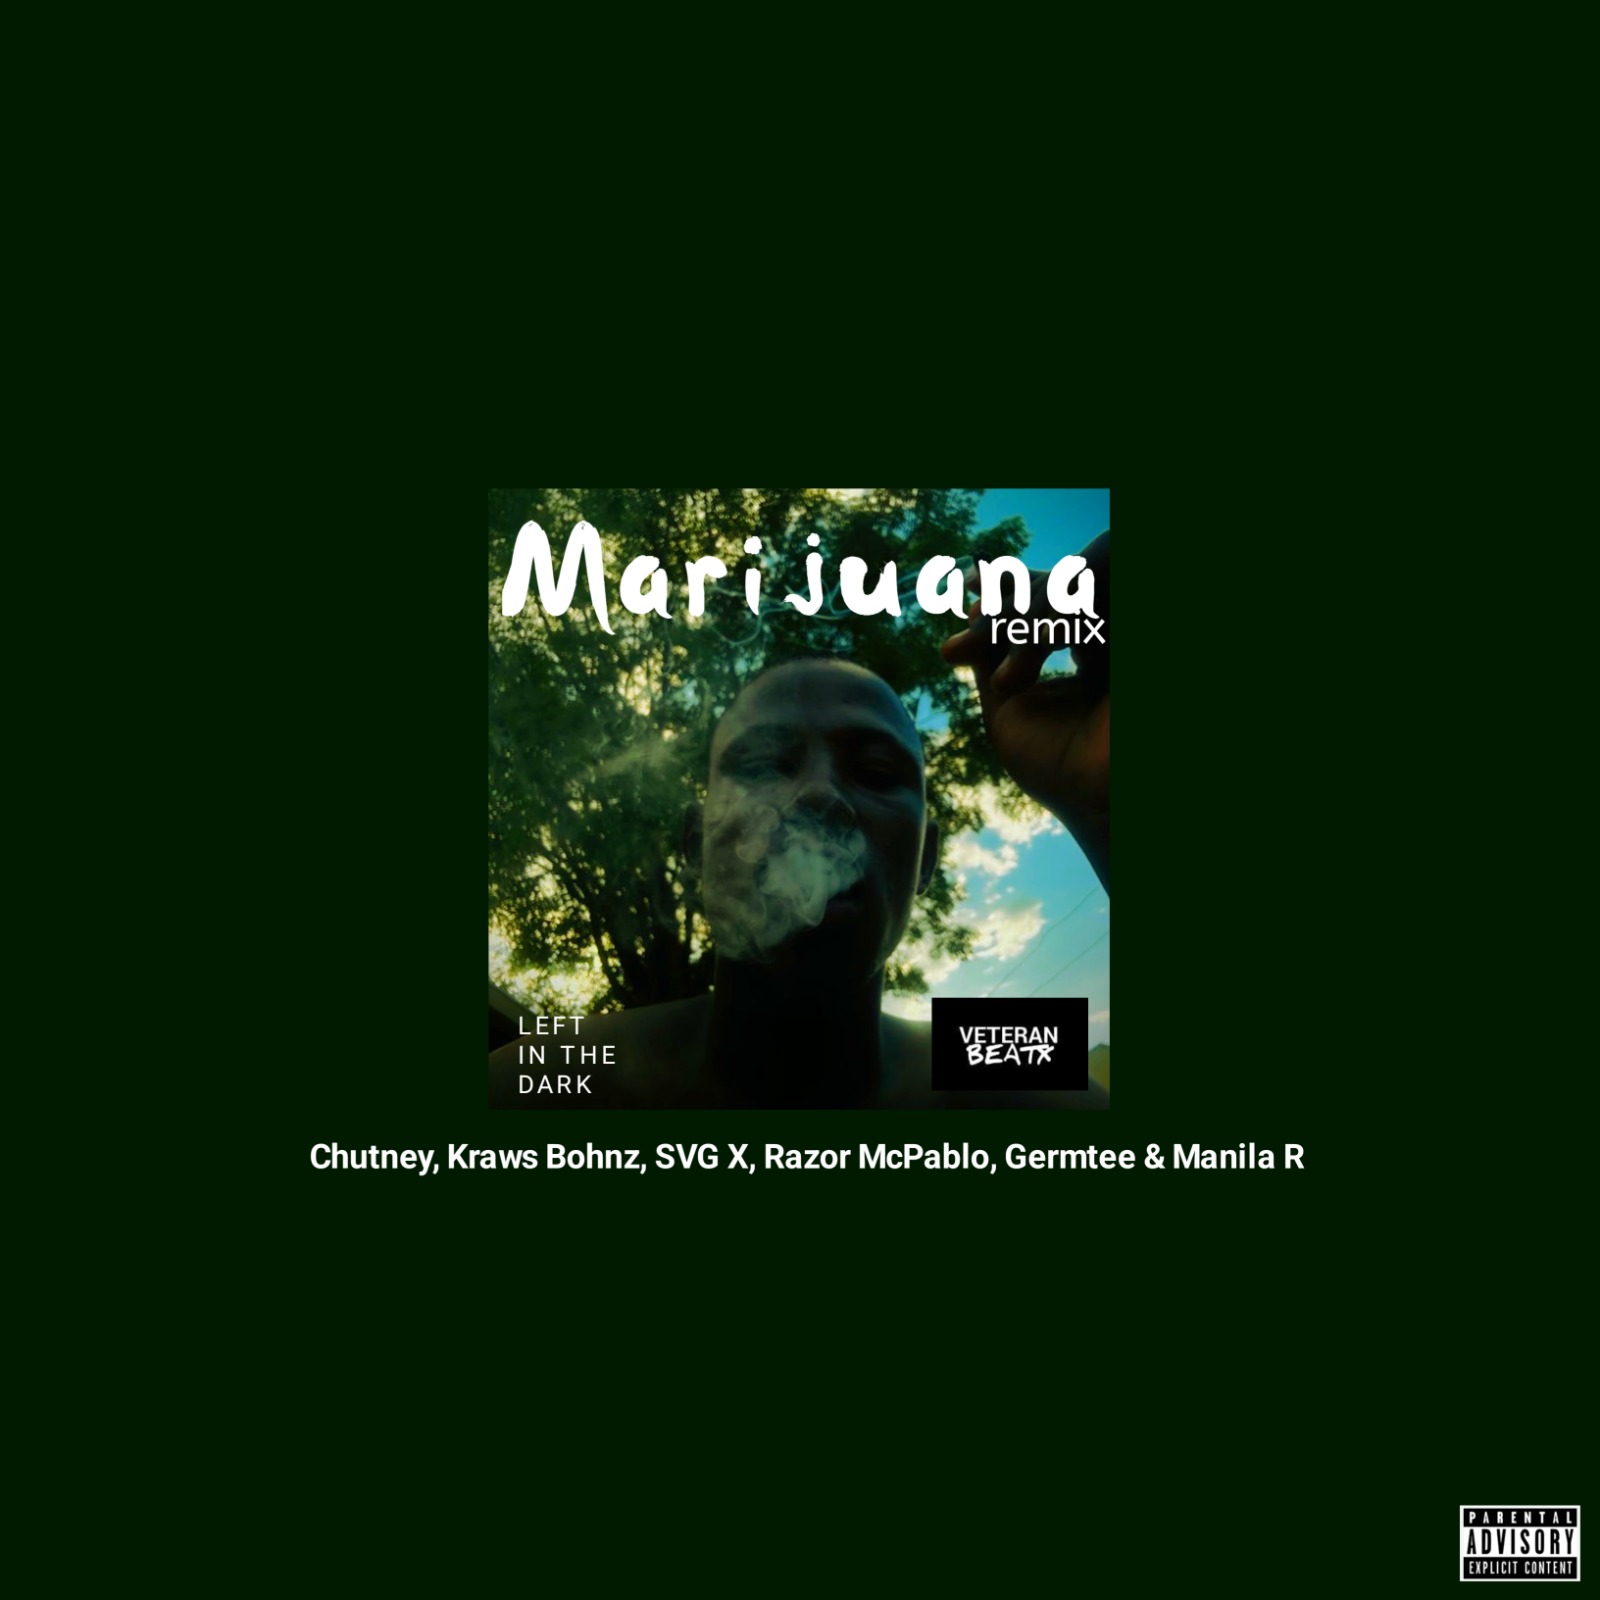 Marijuana
remix
LEFT
IN THE
DARK
VETERAN
BEATX
Chutney, Kraws Bohnz, SVG X, Razor McPablo, Germtee & Manila R
PARENTAL
ADVISORY
EXPLICIT CONTENT